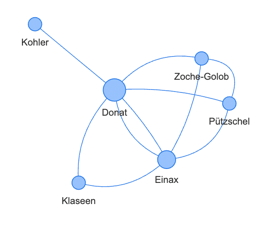 Kohler
Zoche-Golob
Donat
Pützschel
Einax
Klaseen